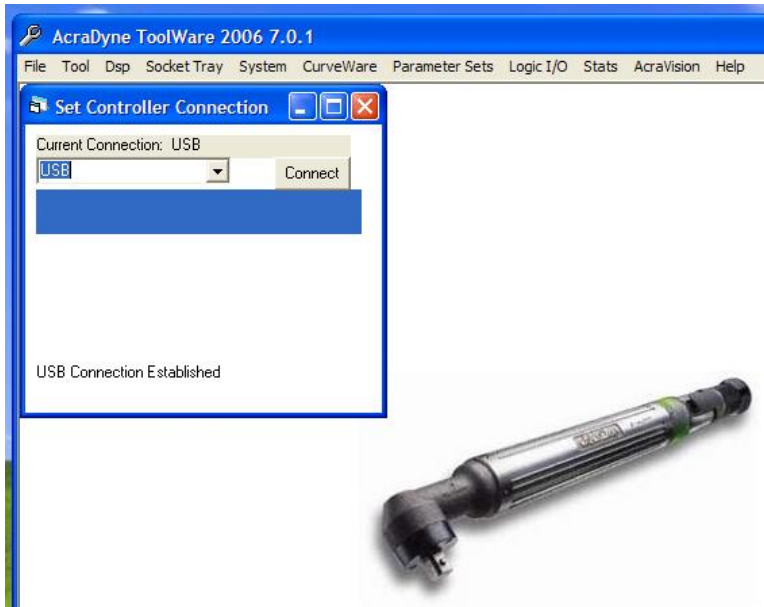 AcraDyne ToolWare 2006 7.0.1
File Tool Dsp Socket Tray System CurveWare Parameter Sets Logic I/O Stats AcraVision Help
Set Controller Connection
Current Connection: USB
USB
Connect
USB Connection Established